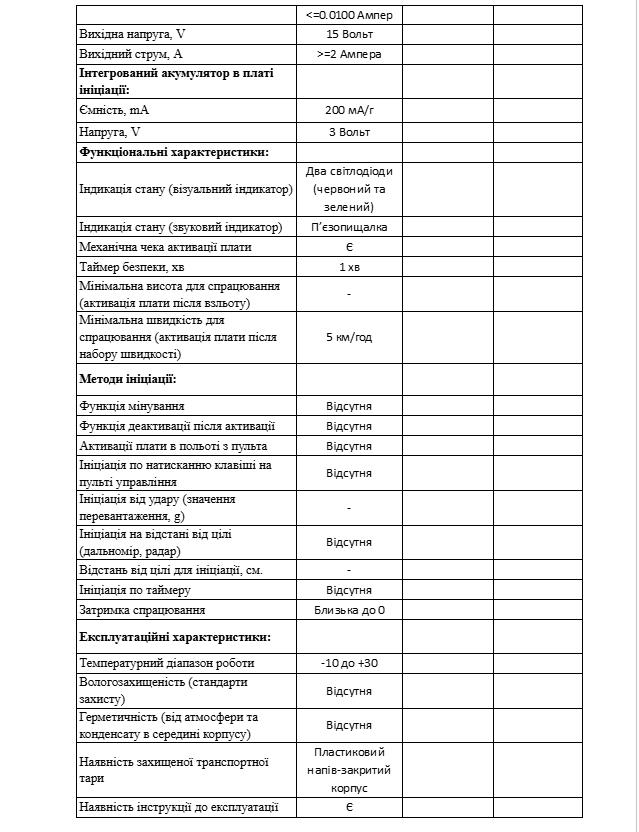 <=0.0100 Ампер
Вихідна напруга, V 15 Вольт
Вихідний струм, А >=2 Ампера
Інтегрований акумулятор в платі
ініціації:
Ємність, mA 200 мА/г
Напруга, V 3 Вольт
Функціональні характеристики:
Індикація стану (візуальний індикатор) Два світлодіоди
(червоний та
зелений)
Індикація стану (звуковий індикатор) П’єзопищалка
Механічна чека активації плати Є
Таймер безпеки, хв 1 хв
Мінімальна висота для спрацювання
(активація плати після взльоту) -
Мінімальна швидкість для
спрацювання (активація плати після
набору швидкості) 5 км/год
Методи ініціації:
Функція мінування Відсутня
Функція деактивації після активації Відсутня
Активації плати в польоті з пульта Відсутня
Ініціація по натисканню клавіші на
пульті управління Відсутня
Ініціація від удару (значення
перевантаження, g) -
Ініціація на відстані від цілі
(дальномір, радар) Відсутня
Відстань від цілі для ініціації, см. -
Ініціація по таймеру Відсутня
Затримка спрацювання Близька до 0
Експлуатаційні характеристики:
Температурний діапазон роботи -10 до +30
Вологозахищеність (стандарти
захисту) Відсутня
Герметичність (від атмосфери та
конденсату в середині корпусу) Відсутня
Наявність захищеної транспортної
тари Пластиковий
напів-закритий
корпус
Наявність інструкції до експлуатації Є